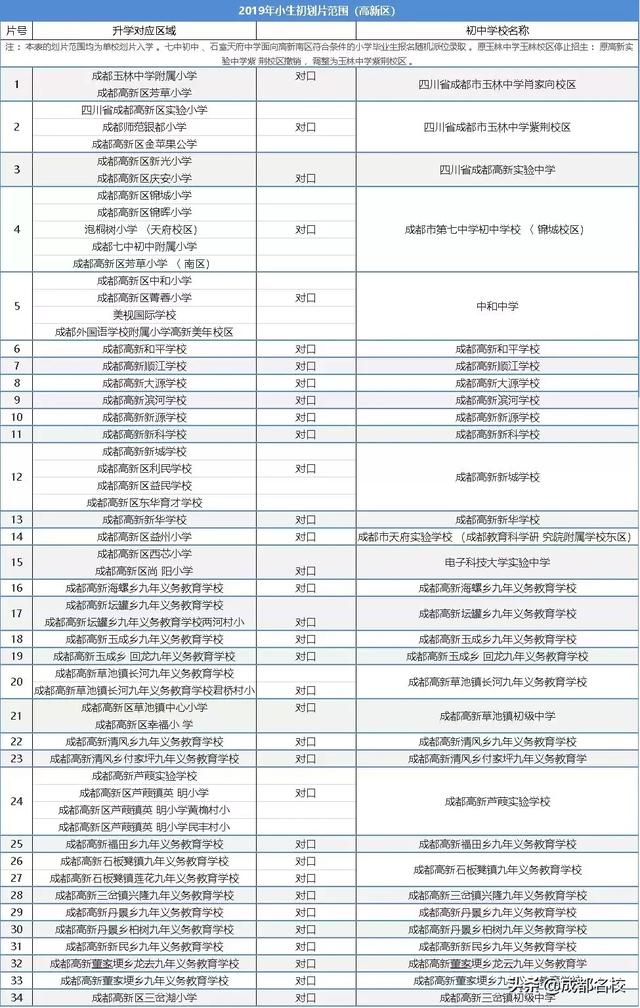 2019年小生初划片范围（高新区）
片号 升学对应区域 初中学校名称
注：本表的划片范围均为单校划片入学。七中初中、石室天府中学面向高新南区符合条件的小学毕业生报名随机派位录取。原玉林中学玉林校区停止招生：原高新实
验中学紫 荆校区撤销，调整为玉林中学紫荆校区。
1 成都玉林中学附属小学 对口 四川省成都市玉林中学肖家向校区
成都高新区芳草小学
2 四川省成都高新区实验小学 对口 四川省成都市玉林中学紫荆校区
成都师范银都小学
成都高新区金苹果公学
3 成都高新区新光小学 四川省成都高新实验中学
成都高新区庆安小学 对口
4 成都高新区锦城小学 对口 成都市第七中学初中学校（锦城校区）
成都高新区锦晖小学
泡桐树小学（天府校区）
成都七中初中附属小学
成都高新区芳草小学（南区）
5 成都高新区中和小学 对口 中和中学
成都高新区菁蓉小学
美视国际学校
成都外国语学校附属小学高新美年校区
6 成都高新和平学校 对口 成都高新和平学校
7 成都高新顺江学校 对口 成都高新顺江学校
8 成都高新大源学校 对口 成都高新大源学校
9 成都高新滨河学校 对口 成都高新滨河学校
10 成都高新新源学校 对口 成都高新新源学校
11 成都高新新科学校 对口 成都高新新科学校
12 成都高新新城学校 对口 成都高新新城学校
成都高新区利民学校
成都高新区益民学校
成都高新区东华育才学校
13 成都高新新华学校 对口 成都高新新华学校
14 成都高新区益州小学 对口 成都市天府实验学校（成都教育科学研 究院附属学校东区）
15 成都高新区西芯小学 电子科技大学实验中学
成都高新区尚 阳小学 对口
16 成都高新海螺乡九年义务教育学校 对口 成都高新海螺乡九年义务教育学校
17 成都高新坛罐乡九年义务教育学校 成都高新坛罐乡九年义务教育学校
成都高新坛罐乡九年义务教育学校两河村小 对口
18 成都高新玉成乡九年义务教育学校 对口 成都高新玉成乡九年义务教育学校
19 成都高新玉成乡 回龙九年义务教育学校 对口 成都高新玉成乡 回龙九年义务教育学校
20 成都高新草池镇长河九年义务教育学校 成都高新草池镇长河九年义务教育学校
成都高新草池镇长河九年义务教育学校君桥村小 对口
21 成都高新区草池镇中心小学 对口 成都高新草池镇初级中学
成都高新区幸福小 学
22 成都高新清风乡九年义务教育学校 对口 成都高新清风乡九年义务教育学校
23 成都高新清风乡付家坪九年义务教育学校 对口 成都高新清风乡付家坪九年义务教育学
24 成都高新芦葭实验学校 对口 成都高新芦葭实验学校
成都高新区芦葭镇英 明小学
成都高新区芦葭镇英 明小学黄桷村小
成都高新区芦葭镇英 明小学民丰村小
25 成都高新福田乡九年义务教育学校 对口 成都高新福田乡九年义务教育学校
26 成都高新石板凳镇九年义务教育学校 对口 成都高新石板凳镇九年义务教育学校
27 成都高新石板凳镇莲花九年义务教育学校 对口
28 成都高新三岔镇兴隆九年义务教育学校 对口 成都高新三岔镇兴隆九年义务教育学校
29 成都高新丹景乡九年义务教育学校 对口 成都高新丹景乡九年义务教育学校
30 成都高新丹景乡柏树九年义务教育学校 对口 成都高新丹景乡柏树九年义务教育学校
31 成都高新新民乡九年义务教育学校 对口 成都高新新民乡九年义务教育学校
32 成都高新董家埂乡龙云九年义务教育学校 对口 成都高新董家埂乡龙云九年义务教育学
33 成都高新董家埂乡九年义务教育学校 对口 成都高新董家埂乡九年义务教育学校
34 成都高新区三岔湖小学 对口 成都高新三岔镇初级中学
头条@成都名校